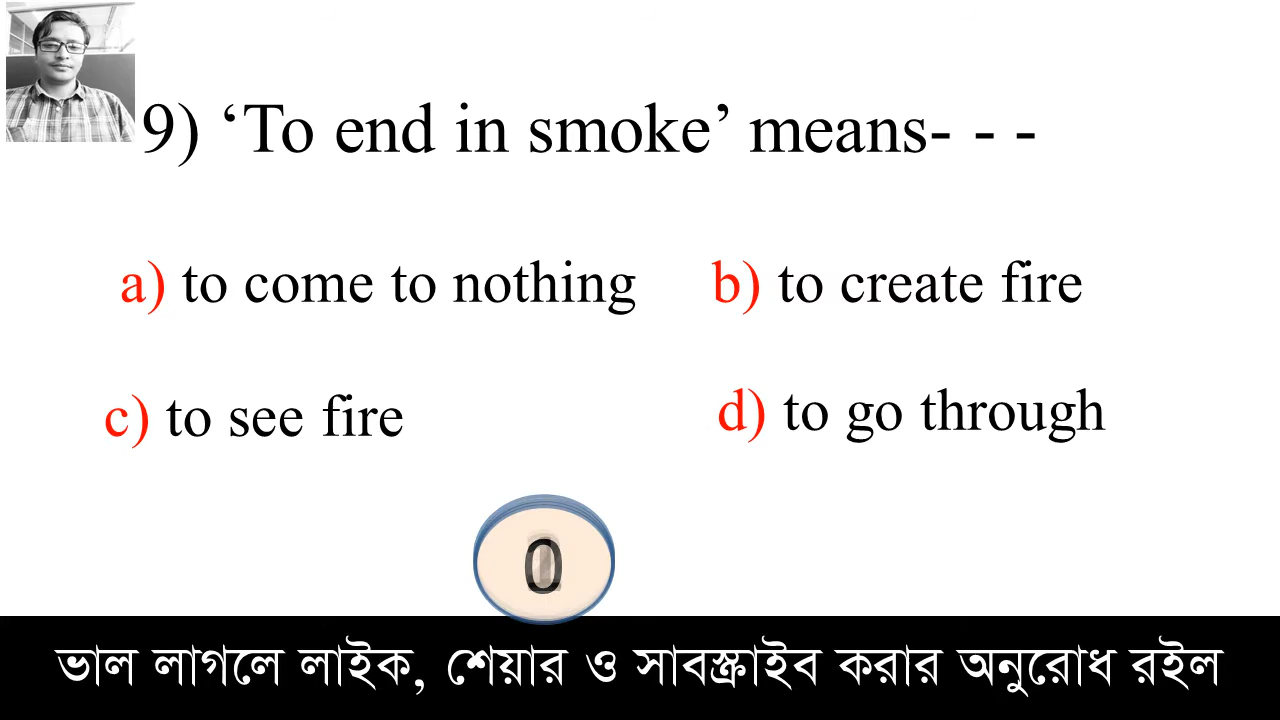 9) ‘To end in smoke’ means- - -
a) to come to nothing
b) to create fire
c) to see fire
d) to go through
0
ভাল লাগলে লাইক, শেয়ার ও সাবস্ক্রাইব করার অনুরোধ রইল